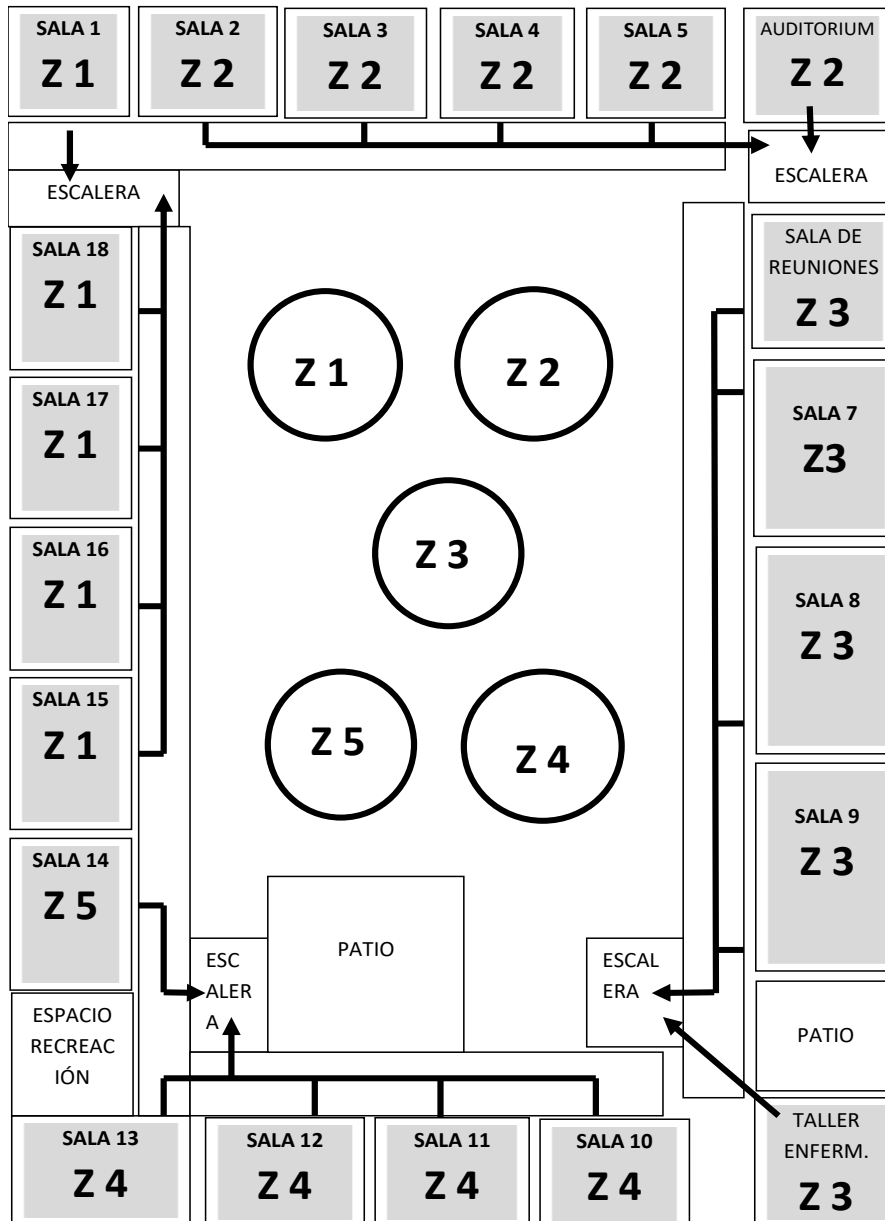 SALA 1
Z 1
SALA 2
Z 2
SALA 3
Z 2
SALA 4
Z 2
SALA 5
Z 2
AUDITORIUM
Z 2
ESCALERA
ESCALERA
SALA 18
Z 1
SALA DE
REUNIONES
Z 3
Z 1
Z 2
SALA 17
Z 1
SALA 7
Z3
SALA 16
Z 1
Z 3
SALA 8
Z 3
SALA 15
Z 1
Z 5
Z 4
SALA 9
Z 3
SALA 14
Z 5
ESC
ALER
A
PATIO
ESCAL
ERA
ESPACIO
RECREAC
IÓN
PATIO
SALA 13
Z 4
SALA 12
Z 4
SALA 11
Z 4
SALA 10
Z 4
TALLER
ENFERM.
Z 3